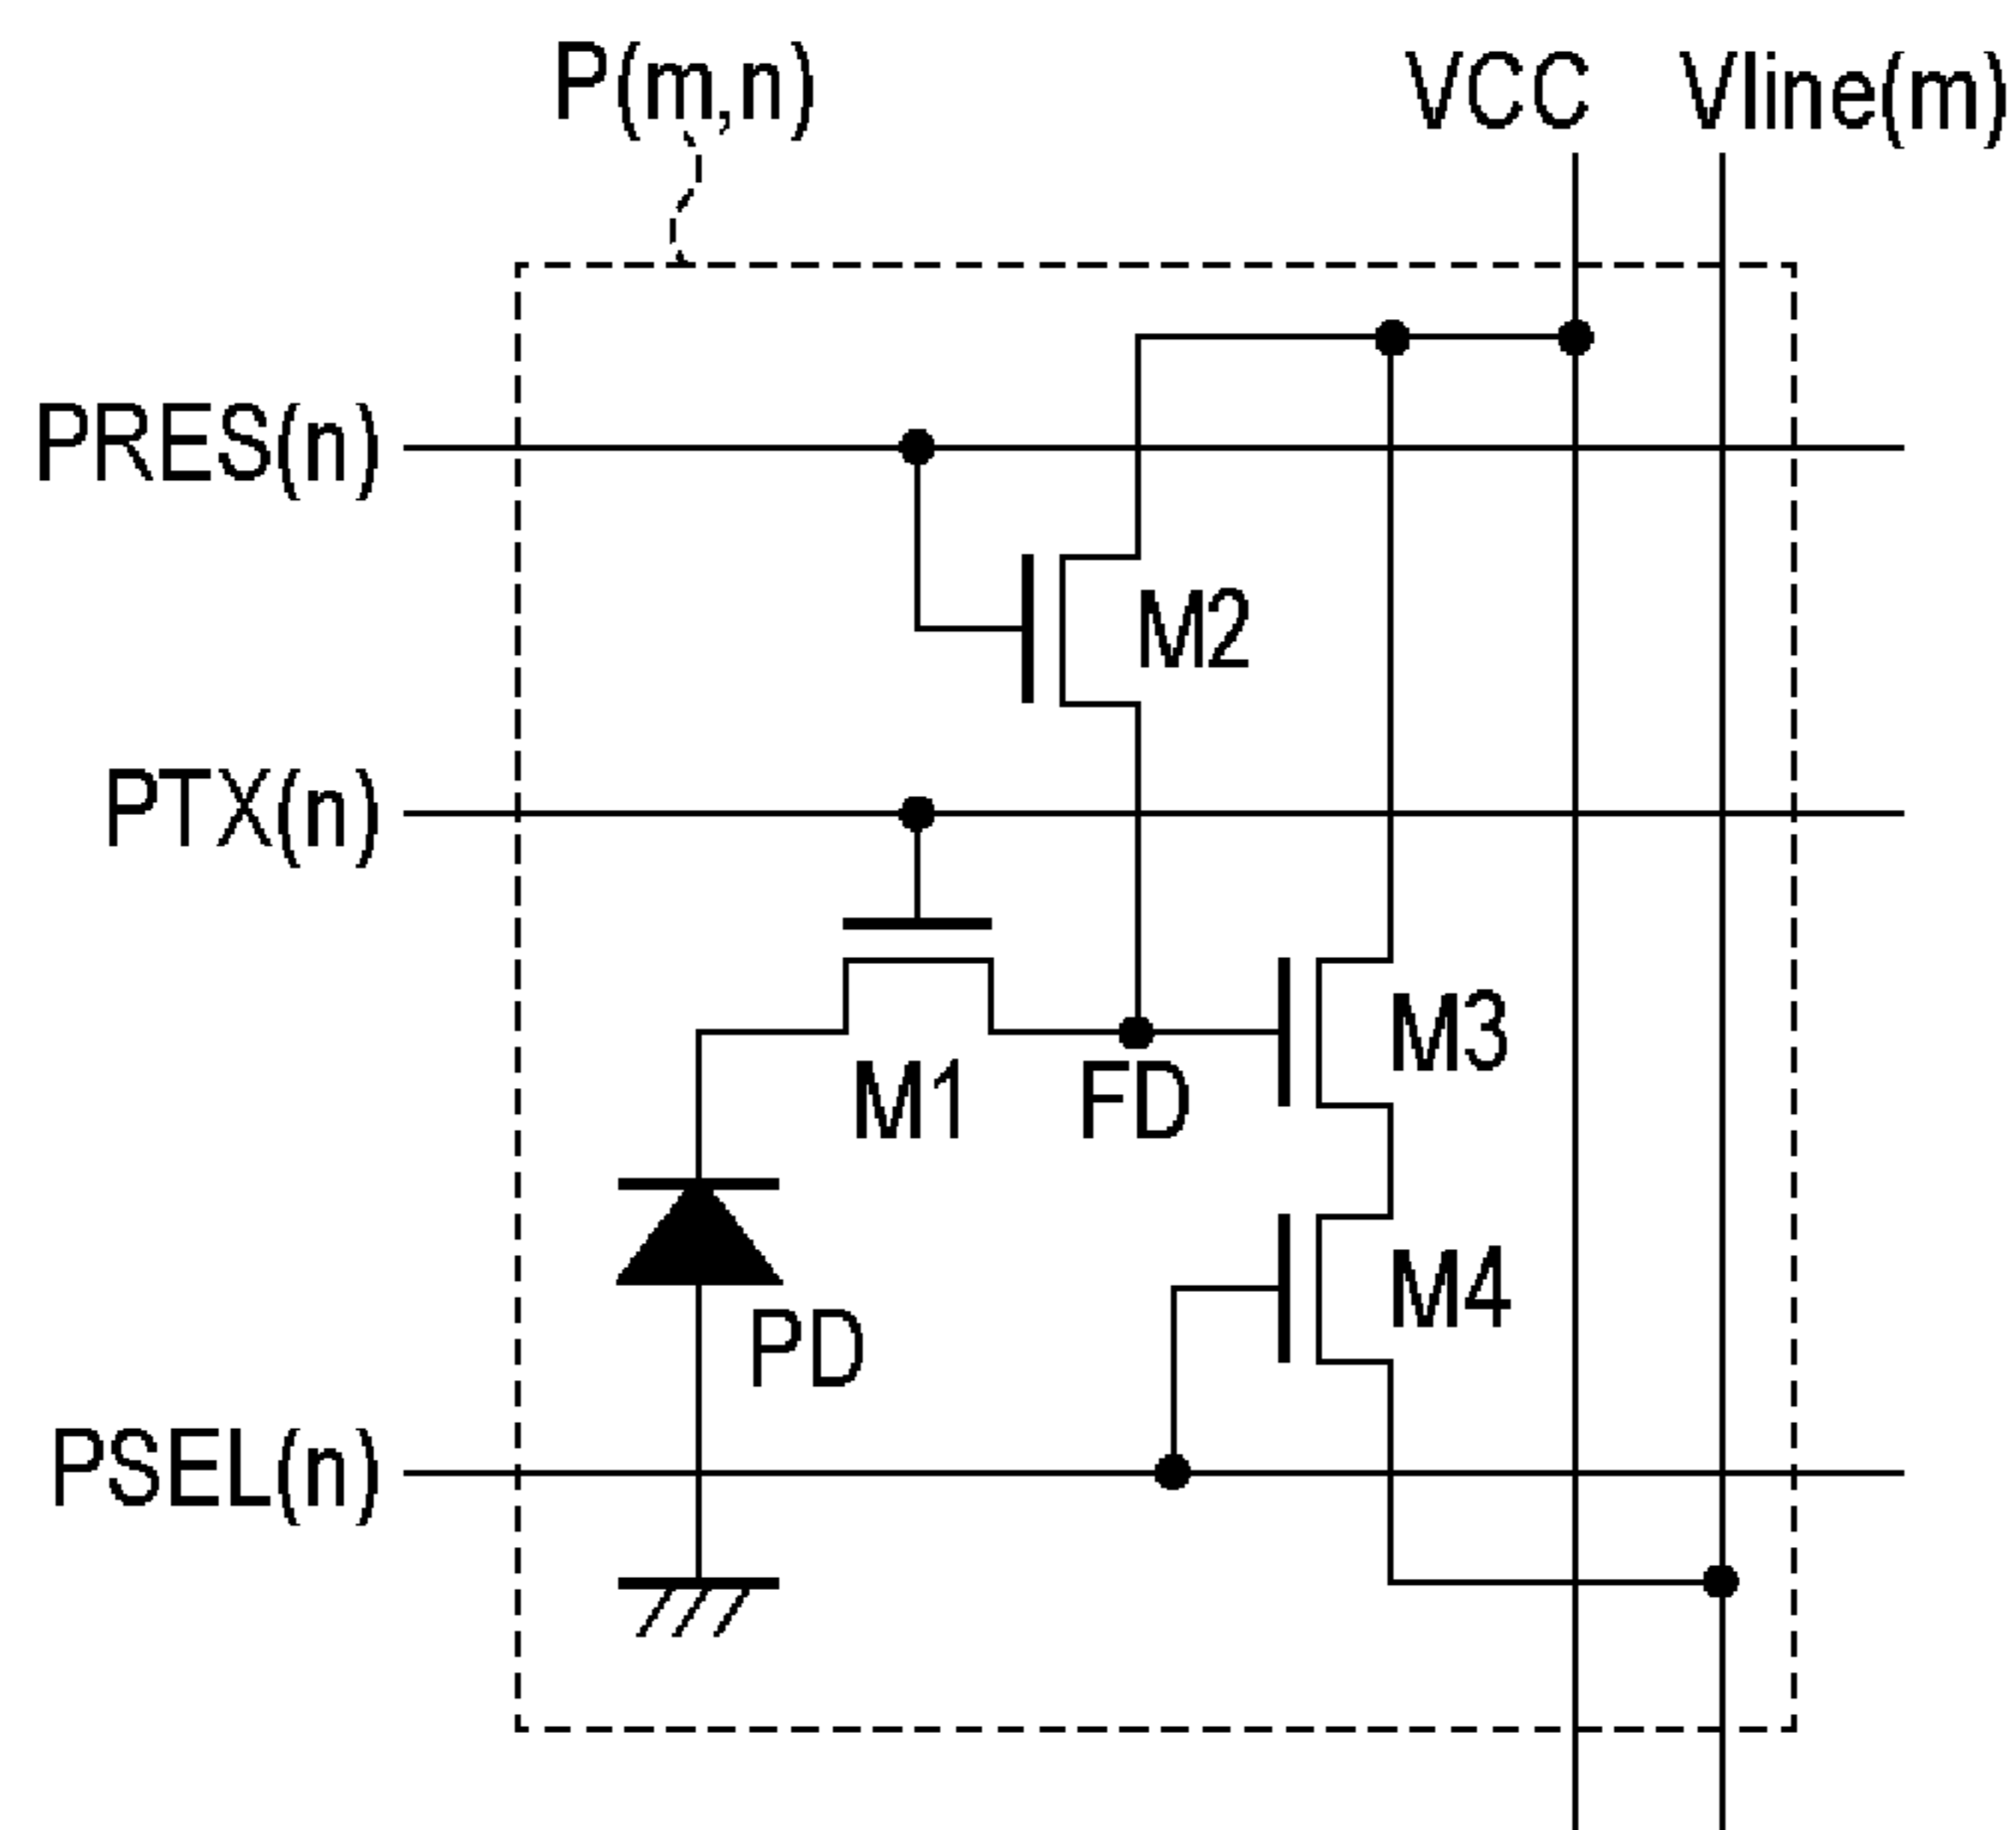 P(m,n)
VCC
Vline(m)
PRES(n)
M2
PTX(n)
M1
FD
M3
PD
M4
PSEL(n)